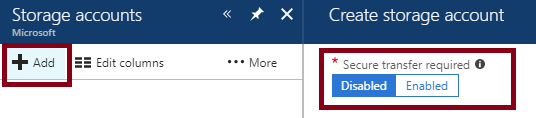 Storage accounts
Microsoft
Add
Edit columns
More
Create storage account
* Secure transfer required
Disabled
Enabled